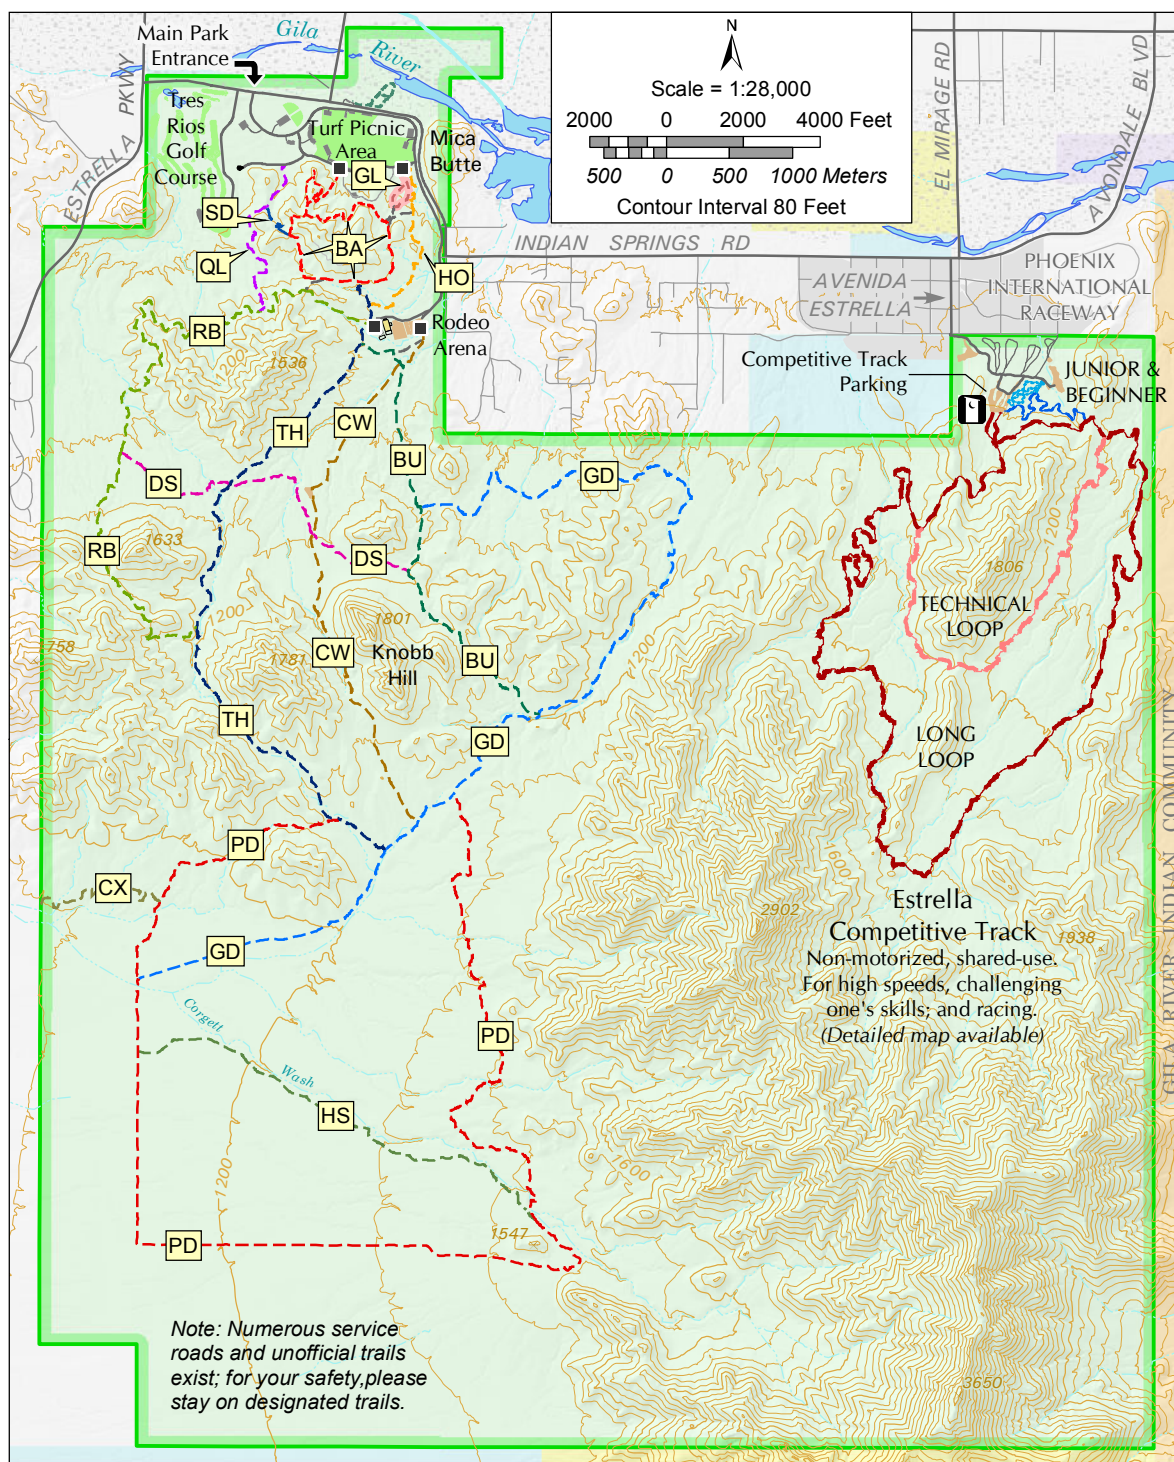 Main Park
Entrance
Gila
River
ESTRELLA PKWY
Tres
Rios
Golf
Course
Turf Picnic
Area
Mica
Butte
N
Scale = 1:28,000
2000 0 2000 4000 Feet
500 0 500 1000 Meters
Contour Interval 80 Feet
EL MIRAGE RD
AVONDALE BLVD
INDIAN SPRINGS RD
AVENIDA
ESTRELLA
PHOENIX
INTERNATIONAL
RACEWAY
GL
SD
QL
BA
HO
RB
Rodeo
Arena
1200
1536
Competitive Track
Parking
JUNIOR &
BEGINNER
TH
CW
BU
GD
DS
RB
1633
DS
1200
1806
1200
TECHNICAL
LOOP
1758
1200
1781
1801
CW
Knobb
Hill
BU
1200
TH
GD
LONG
LOOP
PD
CX
GD
1600
2902
1938
Estrella
Competitive Track
Non-motorized, shared-use.
For high speeds, challenging
one's skills; and racing.
(Detailed map available)
GILA RIVER INDIAN COMMUNITY
Corgett
Wash
PD
HS
1200
1600
1547
PD
3650
Note: Numerous service
roads and unofficial trails
exist; for your safety,please
stay on designated trails.